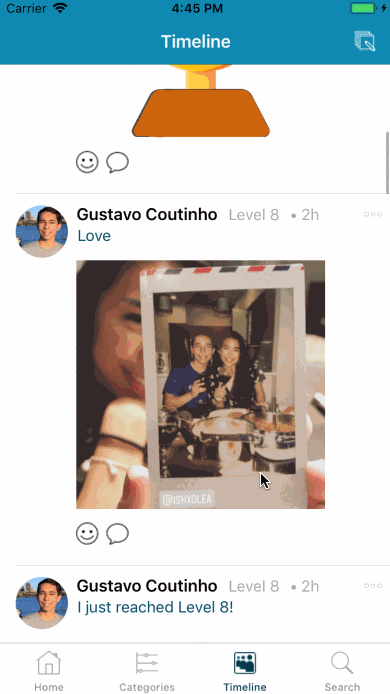 Carrier 4:45 PM
Timeline
Gustavo Coutinho Level 8 • 2h
Love
@ISHXOLEA
Gustavo Coutinho Level 8 • 2h
I just reached Level 8!
Home Categories Timeline Search